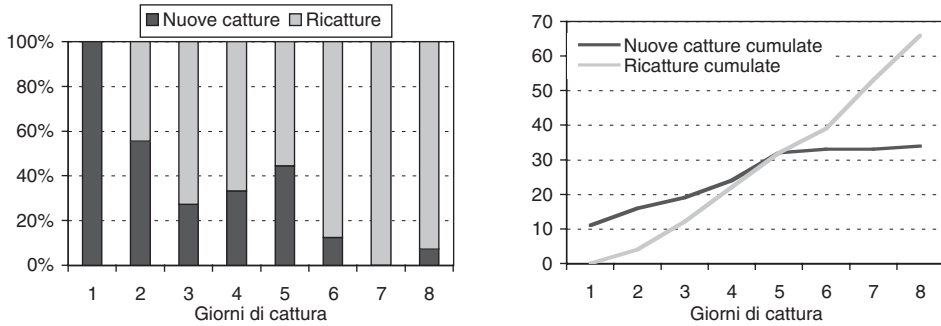 Nuove catture Ricatture
100%
80%
60%
40%
20%
0%
1 2 3 4 5 6 7 8
Giorni di cattura
70
60
50
40
30
20
10
0
Nuove catture cumulate
Ricatture cumulate
1 2 3 4 5 6 7 8
Giorni di cattura